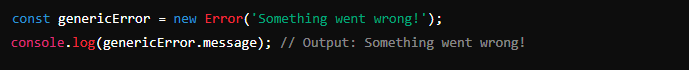 const genericError = new Error('Something went wrong!');
console.log(genericError.message); // Output: Something went wrong!